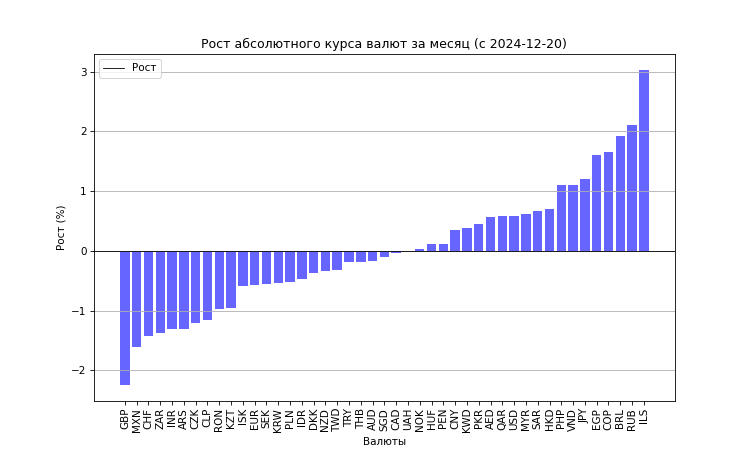 Рост абсолютного курса валют за месяц (с 2024-12-20)
Рост
3
2
1
0
−1
−2
Рост (%)
GBP MXN CHF ZAR INR ARS CZK CLP RON KZT ISK EUR SEK KRW PLN IDR DKK NZD TWD TRY THB AUD SGD CAD UAH NOK HUF PEN CNY KWD PKR AED QAR USD MYR SAR HKD PHP VND JPY EGP COP BRL RUB ILS
Валюты